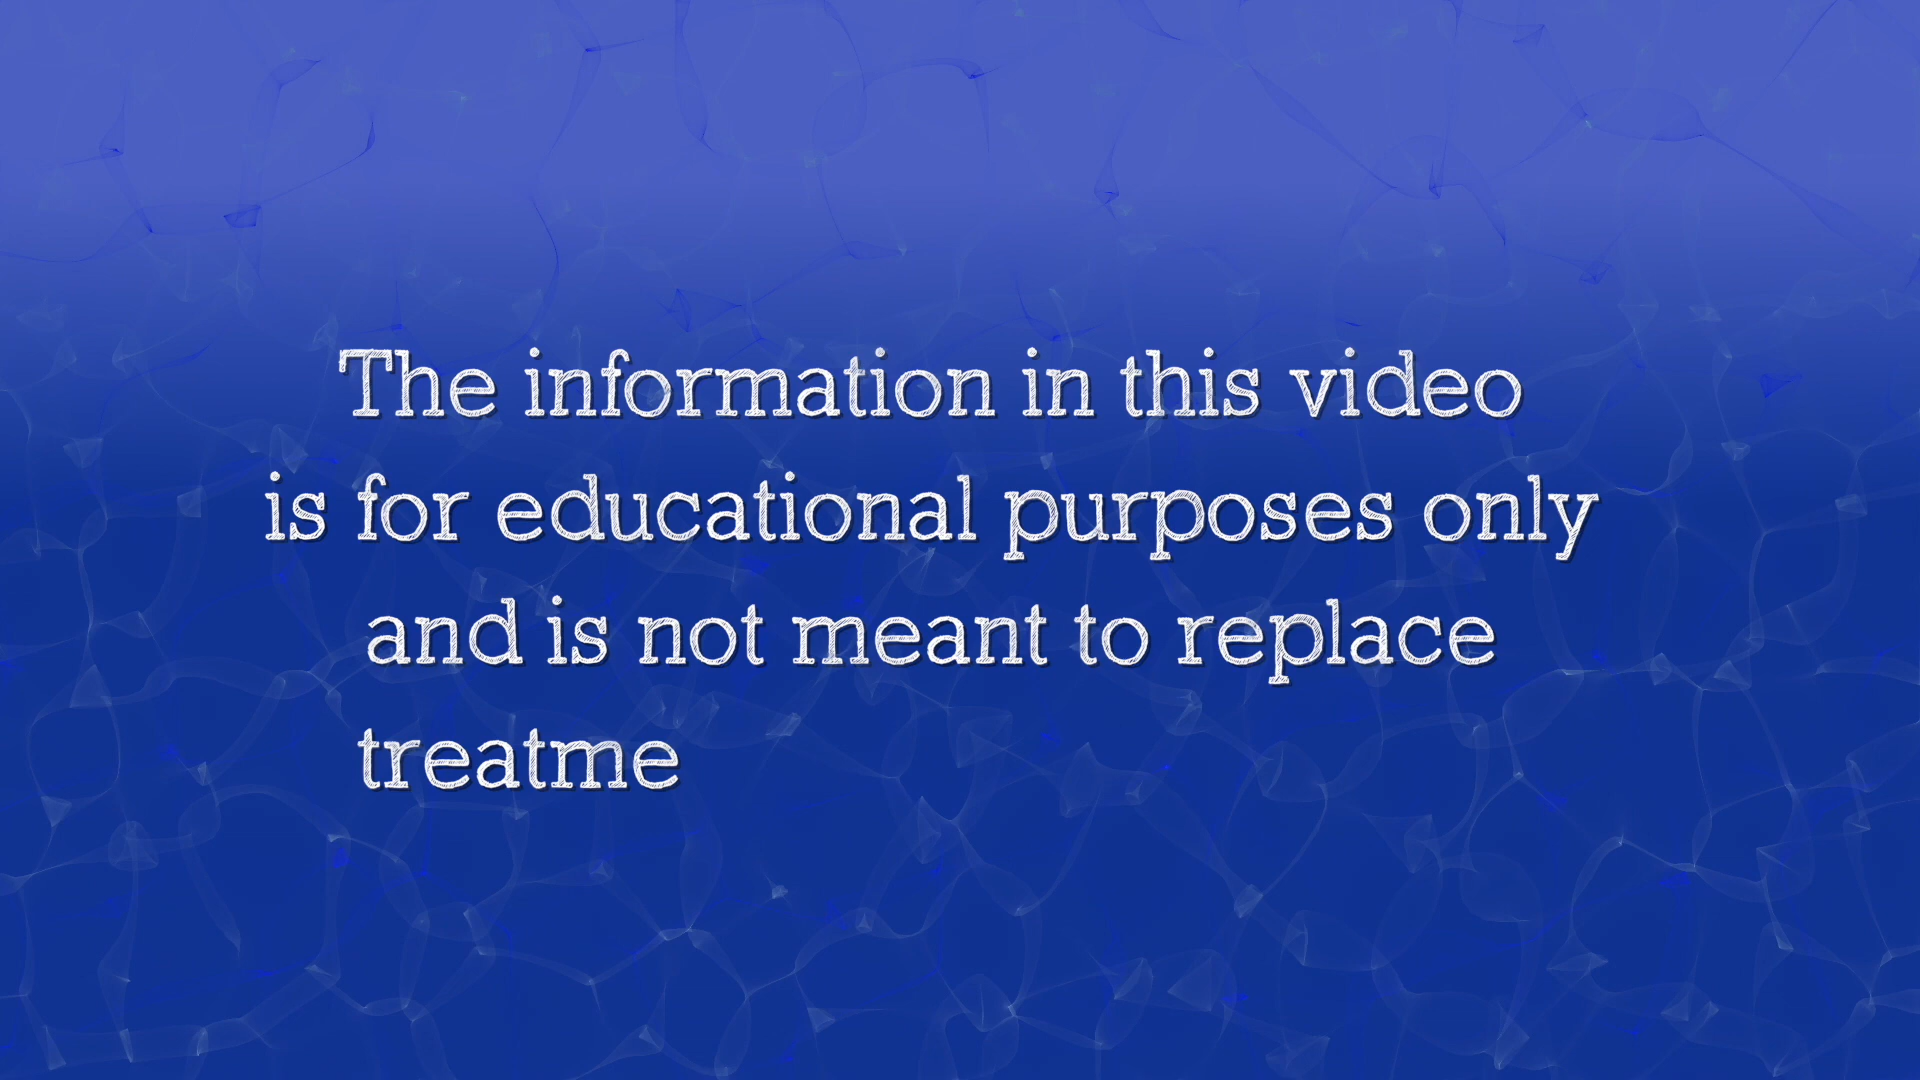 The information in this video
is for educational purposes only
and is not meant to replace
treatme